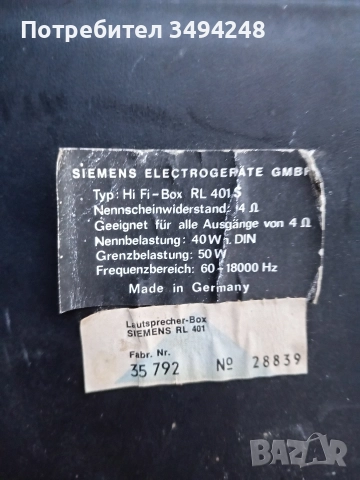 Потребител 3494248
SIEMENS ELECTROGERÄTE GMBH
Typ: Hi Fi-Box RL 401 S
Nennscheinwiderstand: 4 Ω
Geeignet für alle Ausgänge von 4 Ω
Nennbelastung: 40 W n. DIN
Grenzbelastung: 50 W
Frequenzbereich: 60-18000 Hz
Made in Germany
Lautsprecher-Box
SIEMENS RL 401
Fabr. Nr.
35 792 No 28839
BAZAR